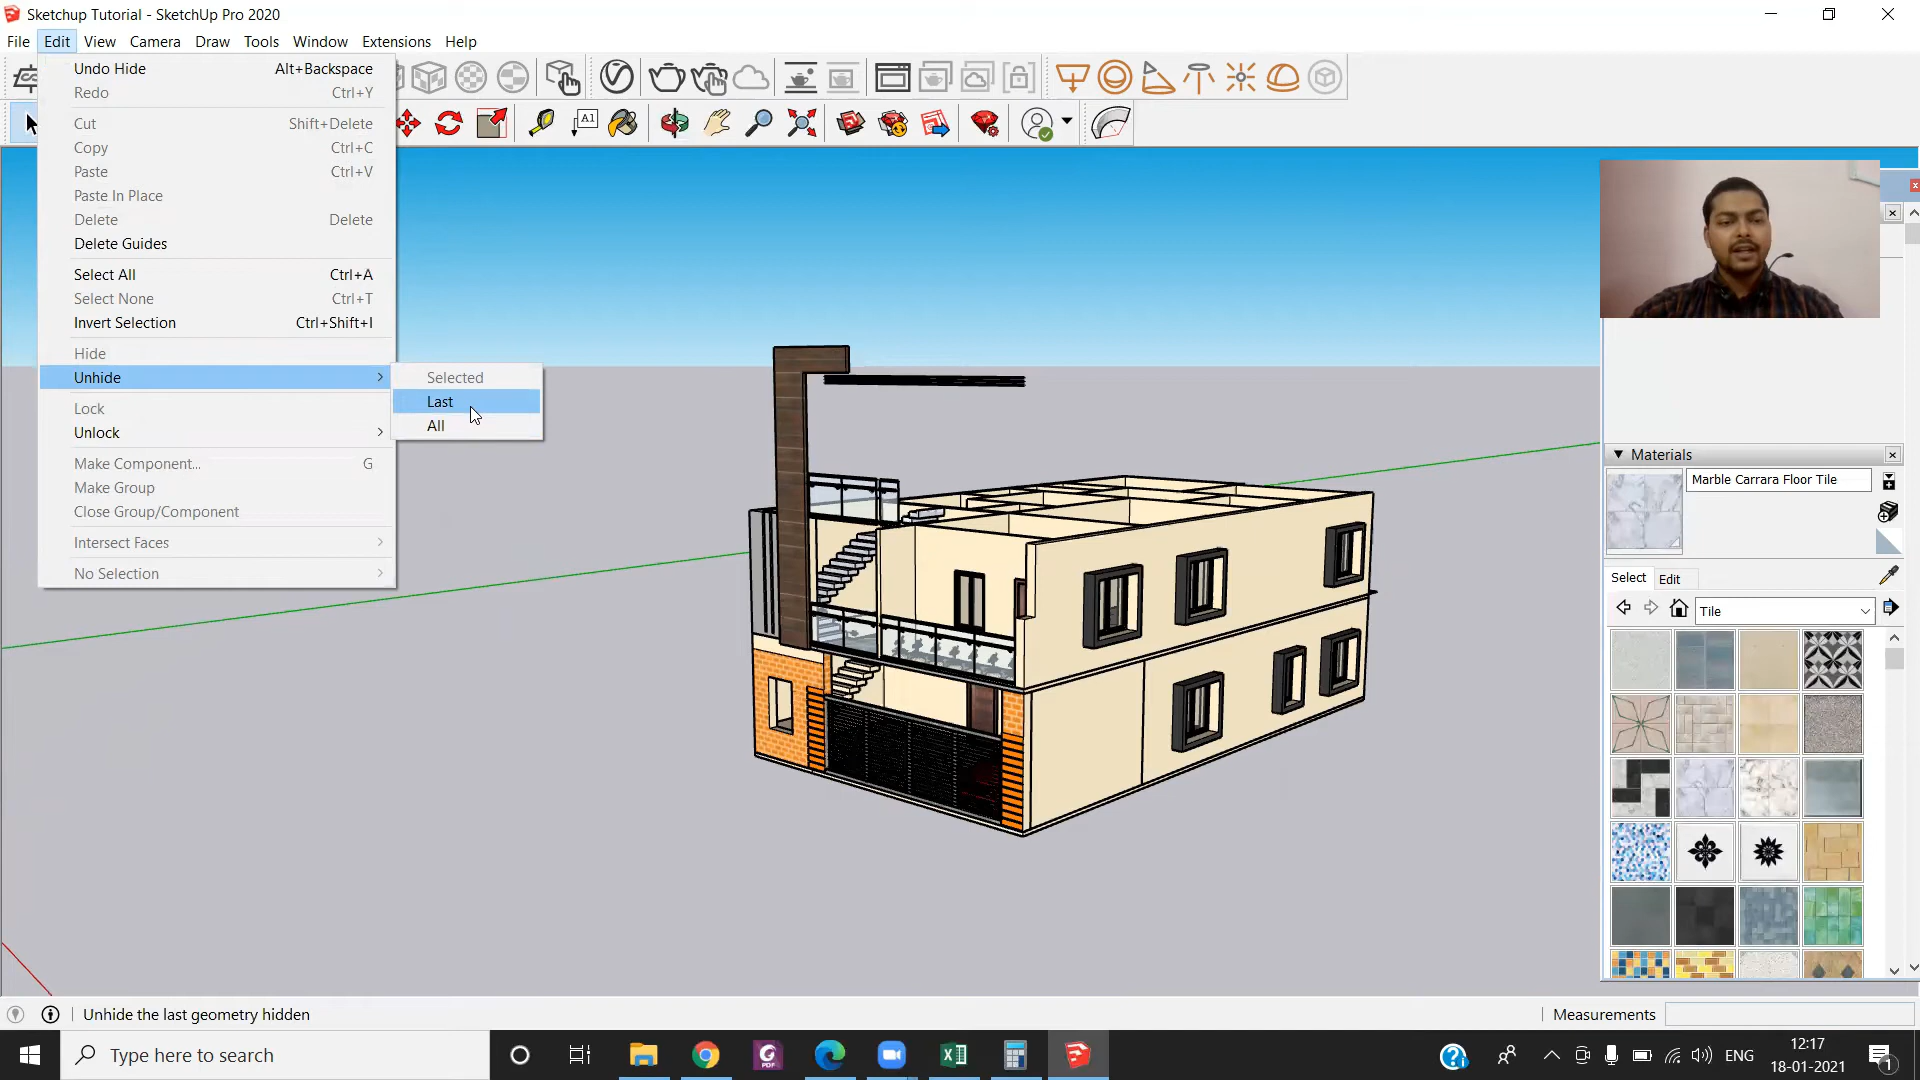 Sketchup Tutorial - SketchUp Pro 2020
File Edit View Camera Draw Tools Window Extensions Help
Undo Hide Alt+Backspace
Redo Ctrl+Y
Cut Shift+Delete
Copy Ctrl+C
Paste Ctrl+V
Paste In Place
Delete Delete
Delete Guides
Select All Ctrl+A
Select None Ctrl+T
Invert Selection Ctrl+Shift+I
Hide
Unhide
Lock
Unlock
Make Component... G
Make Group
Close Group/Component
Intersect Faces
No Selection
Selected
Last
All
A1
Materials
Marble Carrara Floor Tile
Select Edit
Tile
Unhide the last geometry hidden
Measurements
Type here to search
PDF
ENG
12:17
18-01-2021
1